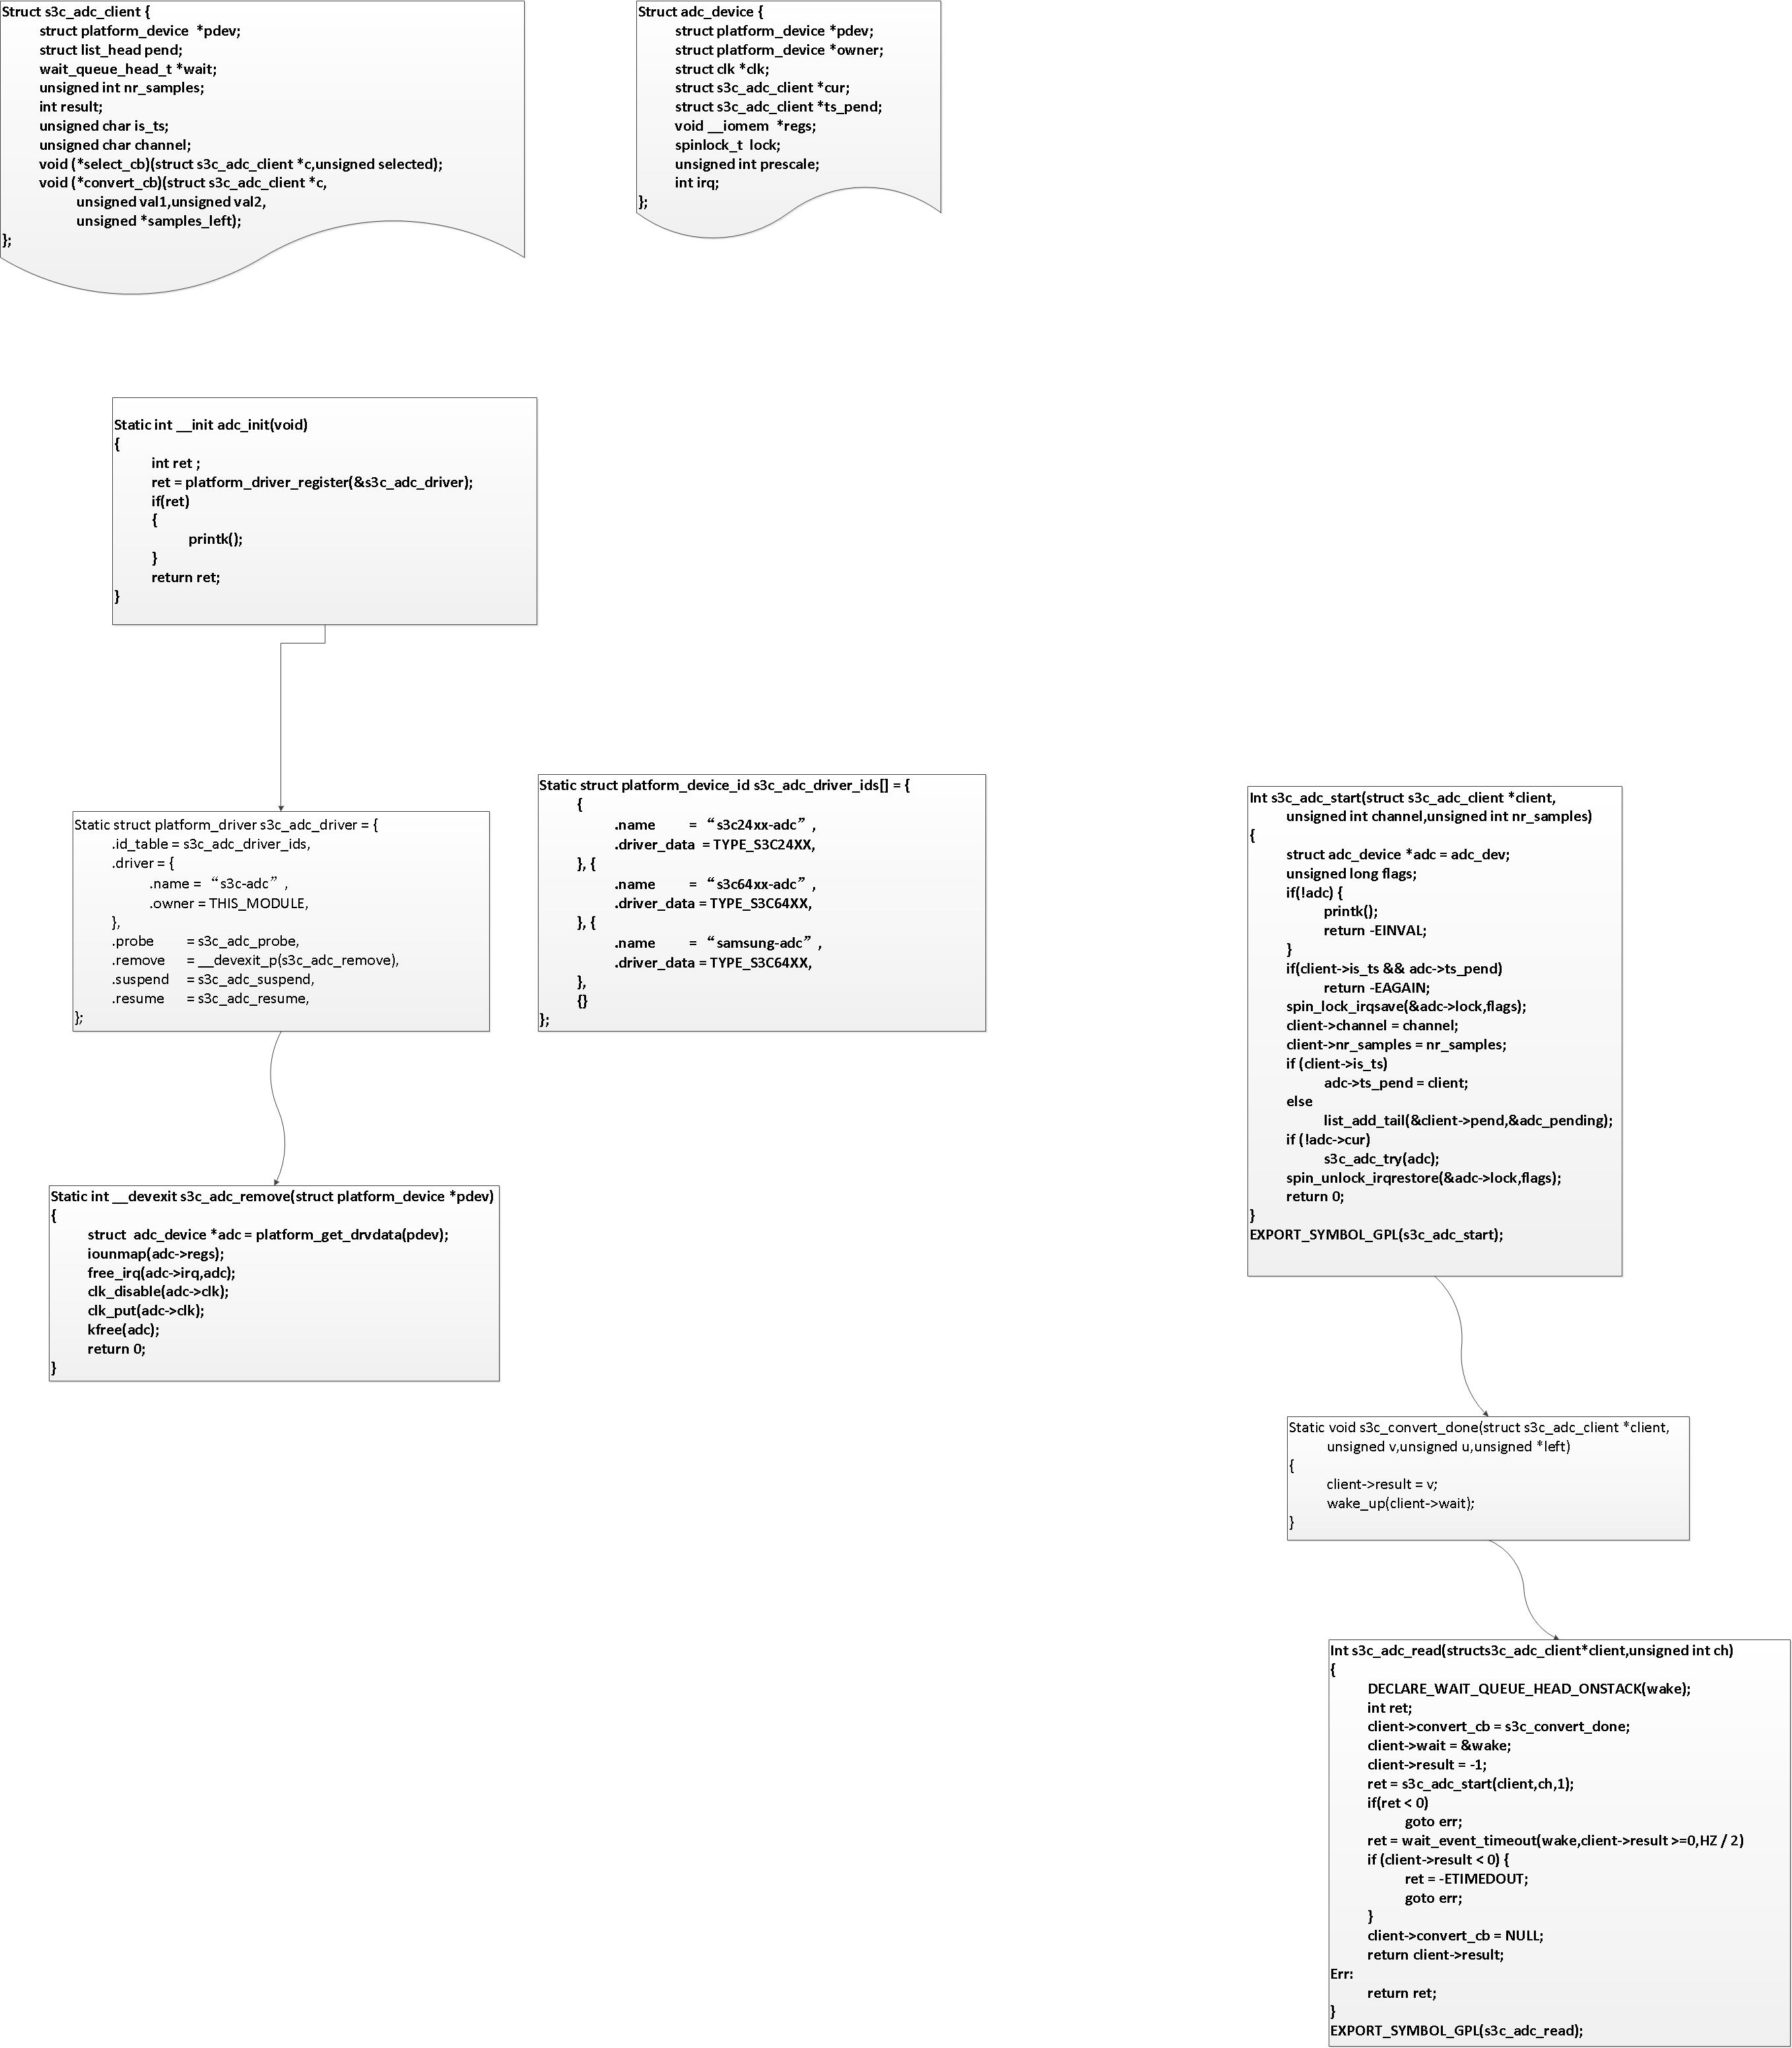 Struct s3c_adc_client {
struct platform_device  *pdev;
struct list_head pend;
wait_queue_head_t *wait;
unsigned int nr_samples;
int result;
unsigned char is_ts;
unsigned char channel;
void (*select_cb)(struct s3c_adc_client *c,unsigned selected);
void (*convert_cb)(struct s3c_adc_client *c,
unsigned val1,unsigned val2,
unsigned *samples_left);
};
Struct adc_device {
struct platform_device *pdev;
struct platform_device *owner;
struct clk *clk;
struct s3c_adc_client *cur;
struct s3c_adc_client *ts_pend;
void __iomem  *regs;
spinlock_t  lock;
unsigned int prescale;
int irq;
};
Static int __init adc_init(void)
{
int ret ;
ret = platform_driver_register(&s3c_adc_driver);
if(ret)
{
printk();
}
return ret;
}
Static struct platform_driver s3c_adc_driver = {
.id_table = s3c_adc_driver_ids,
.driver = {
.name = “s3c-adc”,
.owner = THIS_MODULE,
},
.probe = s3c_adc_probe,
.remove = __devexit_p(s3c_adc_remove),
.suspend = s3c_adc_suspend,
.resume = s3c_adc_resume,
};
Static struct platform_device_id s3c_adc_driver_ids[] = {
{
.name = “s3c24xx-adc”,
.driver_data = TYPE_S3C24XX,
}, {
.name = “s3c64xx-adc”,
.driver_data = TYPE_S3C64XX,
}, {
.name = “samsung-adc”,
.driver_data = TYPE_S3C64XX,
},
{}
};
Static int __devexit s3c_adc_remove(struct platform_device *pdev)
{
struct  adc_device *adc = platform_get_drvdata(pdev);
iounmap(adc->regs);
free_irq(adc->irq,adc);
clk_disable(adc->clk);
clk_put(adc->clk);
kfree(adc);
return 0;
}
Int s3c_adc_start(struct s3c_adc_client *client,
unsigned int channel,unsigned int nr_samples)
{
struct adc_device *adc = adc_dev;
unsigned long flags;
if(!adc) {
printk();
return -EINVAL;
}
if(client->is_ts && adc->ts_pend)
return -EAGAIN;
spin_lock_irqsave(&adc->lock,flags);
client->channel = channel;
client->nr_samples = nr_samples;
if (client->is_ts)
adc->ts_pend = client;
else
list_add_tail(&client->pend,&adc_pending);
if (!adc->cur)
s3c_adc_try(adc);
spin_unlock_irqrestore(&adc->lock,flags);
return 0;
}
EXPORT_SYMBOL_GPL(s3c_adc_start);
Static void s3c_convert_done(struct s3c_adc_client *client,
unsigned v,unsigned u,unsigned *left)
{
client->result = v;
wake_up(client->wait);
}
Int s3c_adc_read(structs3c_adc_client*client,unsigned int ch)
{
DECLARE_WAIT_QUEUE_HEAD_ONSTACK(wake);
int ret;
client->convert_cb = s3c_convert_done;
client->wait = &wake;
client->result = -1;
ret = s3c_adc_start(client,ch,1);
if(ret < 0)
goto err;
ret = wait_event_timeout(wake,client->result >=0,HZ / 2)
if (client->result < 0) {
ret = -ETIMEDOUT;
goto err;
}
client->convert_cb = NULL;
return client->result;
Err:
return ret;
}
EXPORT_SYMBOL_GPL(s3c_adc_read);